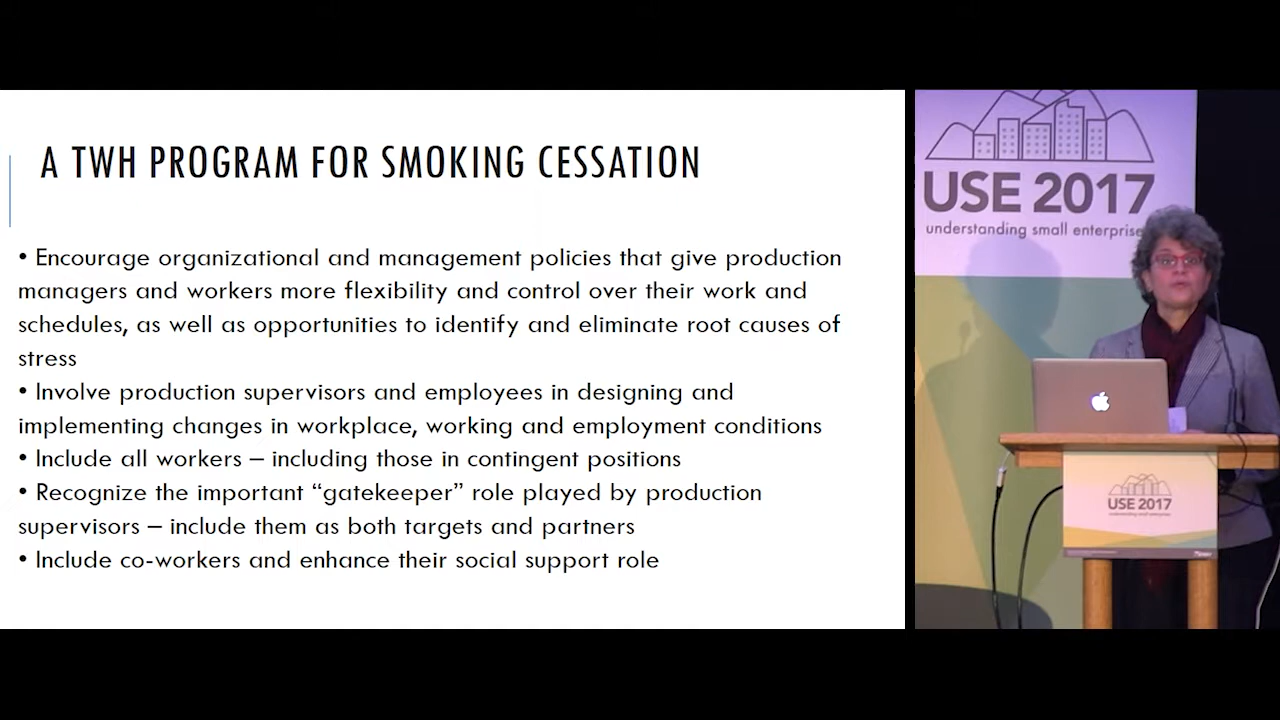 A TWH PROGRAM FOR SMOKING CESSATION
• Encourage organizational and management policies that give production
managers and workers more flexibility and control over their work and
schedules, as well as opportunities to identify and eliminate root causes of
stress
• Involve production supervisors and employees in designing and
implementing changes in workplace, working and employment conditions
• Include all workers – including those in contingent positions
• Recognize the important “gatekeeper” role played by production
supervisors – include them as both targets and partners
• Include co-workers and enhance their social support role
USE 2017
understanding small enterprise
USE 2017
understanding small enterprises